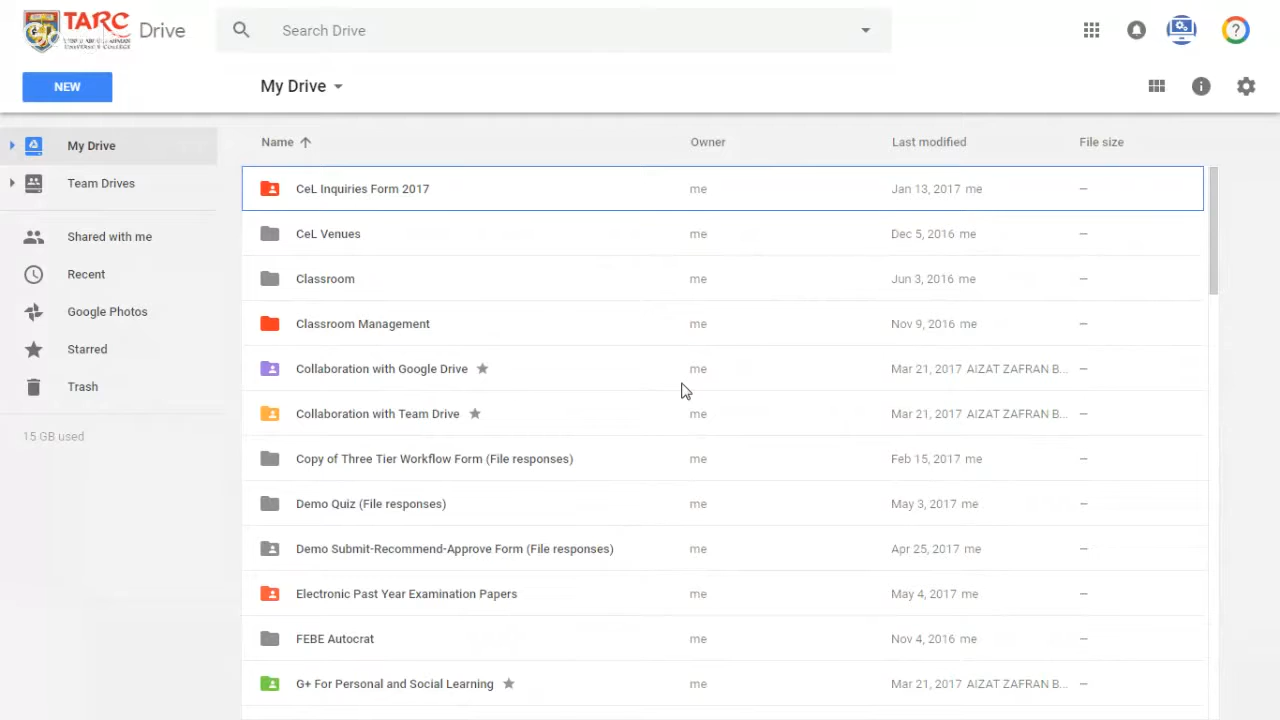 TARC
Drive
Search Drive
NEW
My Drive
My Drive
Team Drives
Shared with me
Recent
Google Photos
Starred
Trash
15 GB used
Name Owner Last modified File size
CeL Inquiries Form 2017 me Jan 13, 2017 me –
CeL Venues me Dec 5, 2016 me –
Classroom me Jun 3, 2016 me –
Classroom Management me Nov 9, 2016 me –
Collaboration with Google Drive me Mar 21, 2017 AIZAT ZAFRAN B... –
Collaboration with Team Drive me Mar 21, 2017 AIZAT ZAFRAN B... –
Copy of Three Tier Workflow Form (File responses) me Feb 15, 2017 me –
Demo Quiz (File responses) me May 3, 2017 me –
Demo Submit-Recommend-Approve Form (File responses) me Apr 25, 2017 me –
Electronic Past Year Examination Papers me May 4, 2017 me –
FEBE Autocrat me Nov 4, 2016 me –
G+ For Personal and Social Learning me Mar 21, 2017 AIZAT ZAFRAN B... –